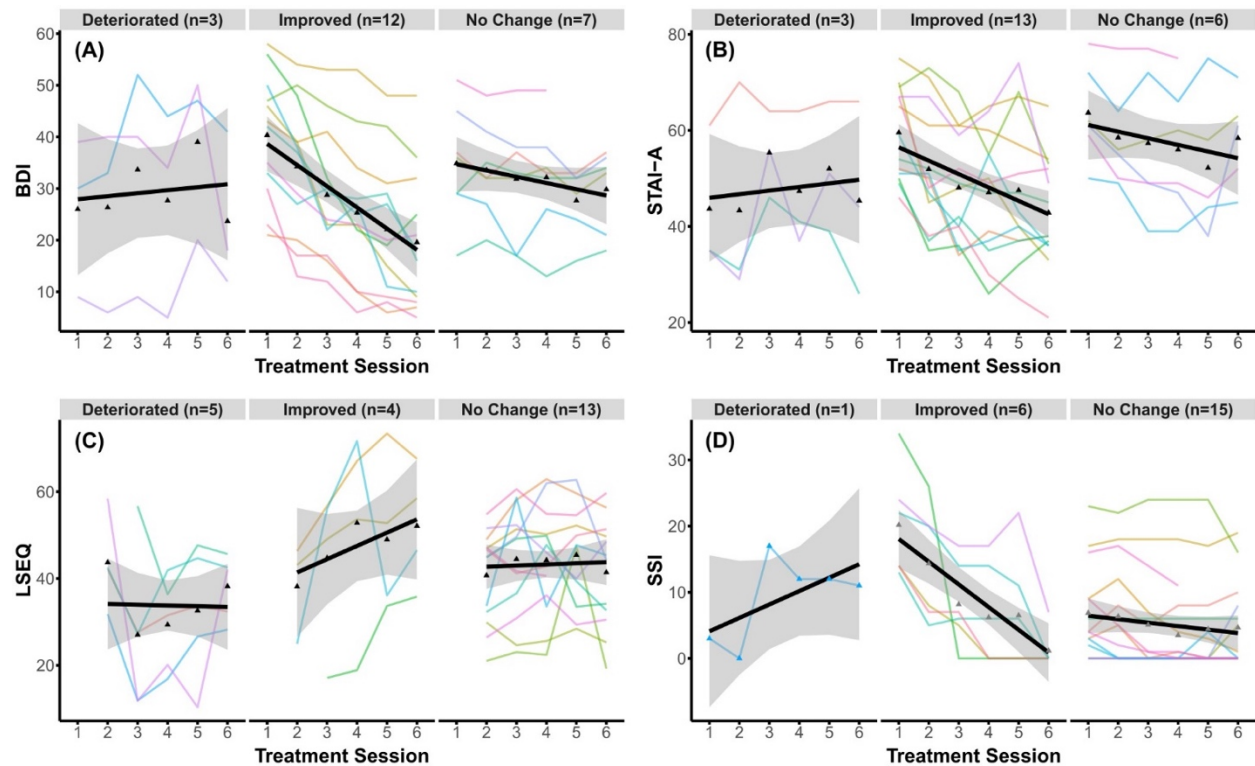 Deteriorated (n=3) Improved (n=12) No Change (n=7)
(A)
BDI
60
50
40
30
20
10
1 2 3 4 5 6 1 2 3 4 5 6 1 2 3 4 5 6
Treatment Session
Deteriorated (n=3) Improved (n=13) No Change (n=6)
(B)
STAI-A
80
60
40
20
1 2 3 4 5 6 1 2 3 4 5 6 1 2 3 4 5 6
Treatment Session
Deteriorated (n=5) Improved (n=4) No Change (n=13)
(C)
LSEQ
60
40
20
1 2 3 4 5 6 1 2 3 4 5 6 1 2 3 4 5 6
Treatment Session
Deteriorated (n=1) Improved (n=6) No Change (n=15)
(D)
SSI
30
20
10
0
1 2 3 4 5 6 1 2 3 4 5 6 1 2 3 4 5 6
Treatment Session